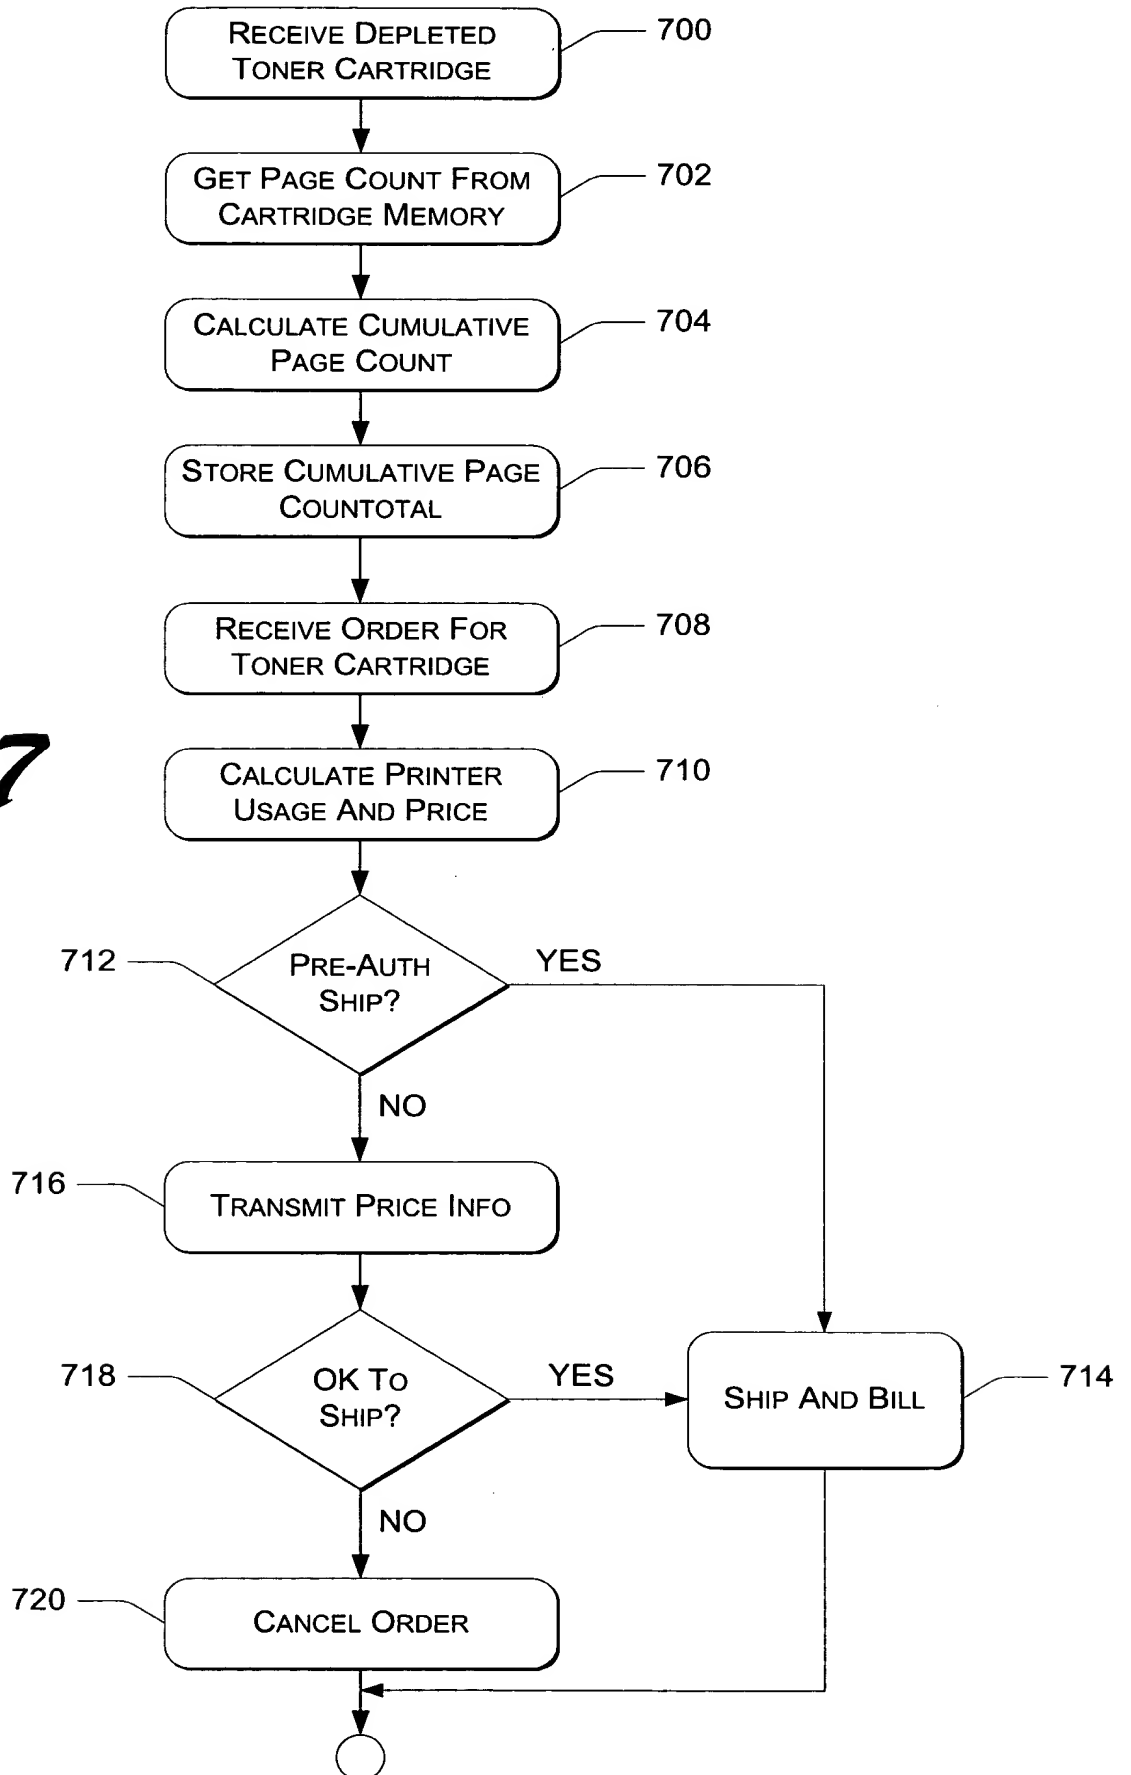 RECEIVE DEPLETED
TONER CARTRIDGE
700
GET PAGE COUNT FROM
CARTRIDGE MEMORY
702
CALCULATE CUMULATIVE
PAGE COUNT
704
STORE CUMULATIVE PAGE
COUNTOTAL
706
RECEIVE ORDER FOR
TONER CARTRIDGE
708
7
CALCULATE PRINTER
USAGE AND PRICE
710
712
PRE-AUTH
SHIP?
YES
NO
716
TRANSMIT PRICE INFO
718
OK TO
SHIP?
YES
SHIP AND BILL
714
NO
720
CANCEL ORDER